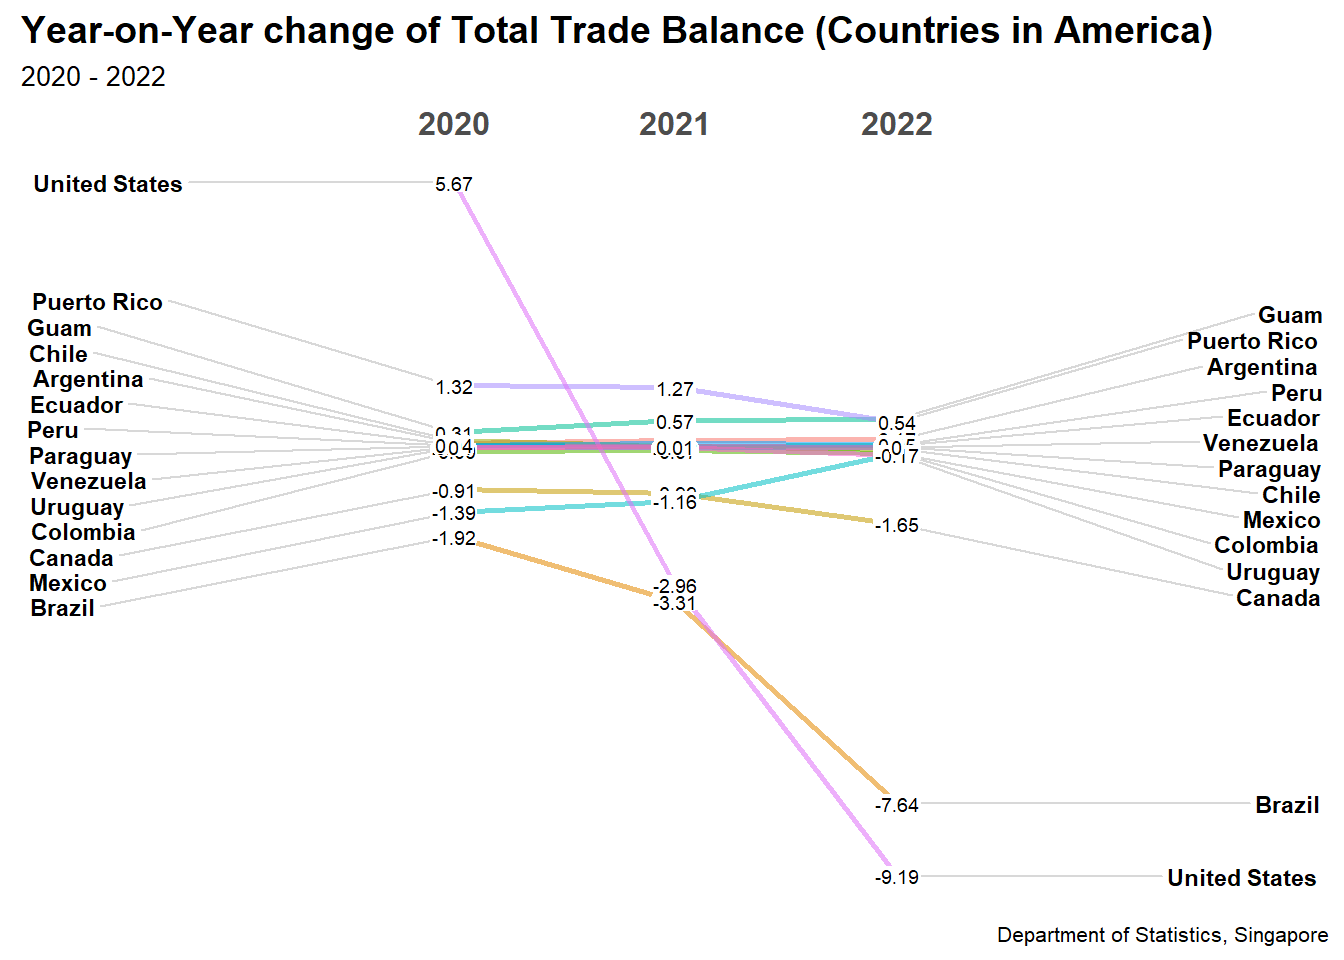 Year-on-Year change of Total Trade Balance (Countries in America)
2020 - 2022
2020 2021 2022
United States
Puerto Rico
Guam
Chile
Argentina
Ecuador
Peru
Paraguay
Venezuela
Uruguay
Colombia
Canada
Mexico
Brazil
5.67
1.32
0.31
-0.91
-1.39
-1.92
1.27
0.57
0.01
-1.16
-2.96
-3.31
0.54
-0.17
-1.65
-7.64
-9.19
Guam
Puerto Rico
Argentina
Peru
Ecuador
Venezuela
Paraguay
Chile
Mexico
Colombia
Uruguay
Canada
Brazil
United States
Department of Statistics, Singapore